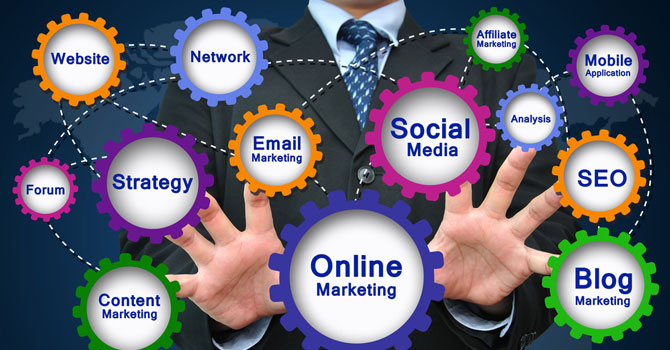 Website
Network
Affiliate
Marketing
Mobile
Application
Email
Marketing
Social
Media
Analysis
Forum
Strategy
SEO
Content
Marketing
Online
Marketing
Blog
Marketing